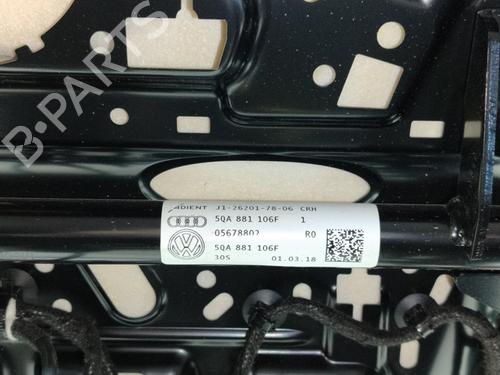 B-PARTS
ADIENT J1-26201-78-06 CRH
5QA 881 106F 1
05678802 R0
5QA 881 106F
30S 01.03.18